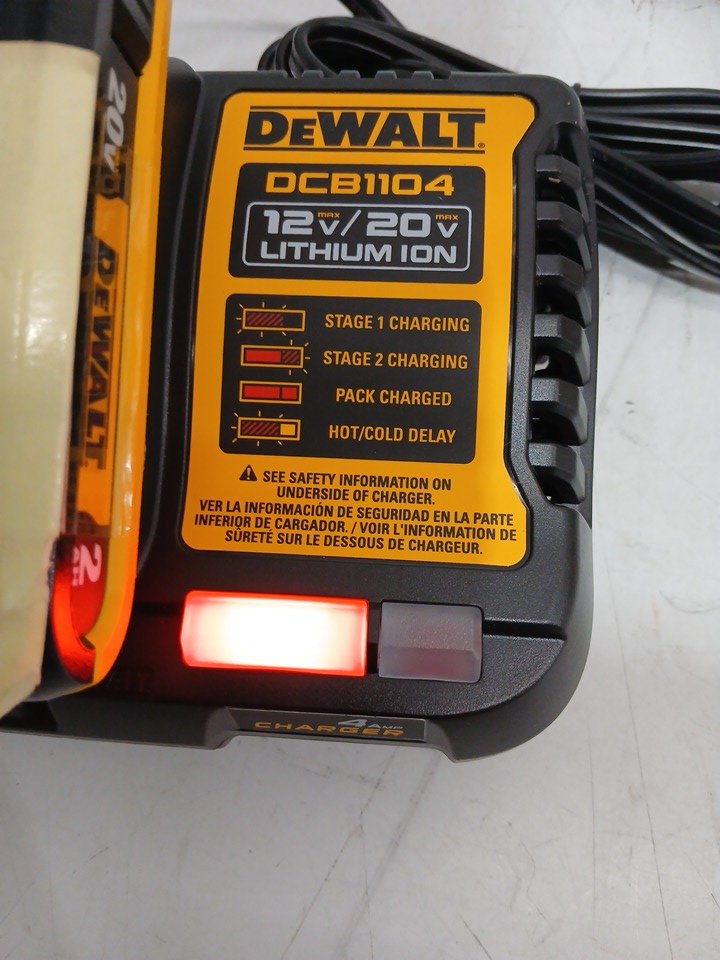 DEWALT
DCB1104
12V MAX / 20V MAX
LITHIUM ION
STAGE 1 CHARGING
STAGE 2 CHARGING
PACK CHARGED
HOT/COLD DELAY
SEE SAFETY INFORMATION ON
UNDERSIDE OF CHARGER.
VER LA INFORMACIÓN DE SEGURIDAD EN LA PARTE
INFERIOR DE CARGADOR. / VOIR L'INFORMATION DE
SÛRETÉ SUR LE DESSOUS DE CHARGEUR.
4 AMP
CHARGER
20V
DEWALT
2